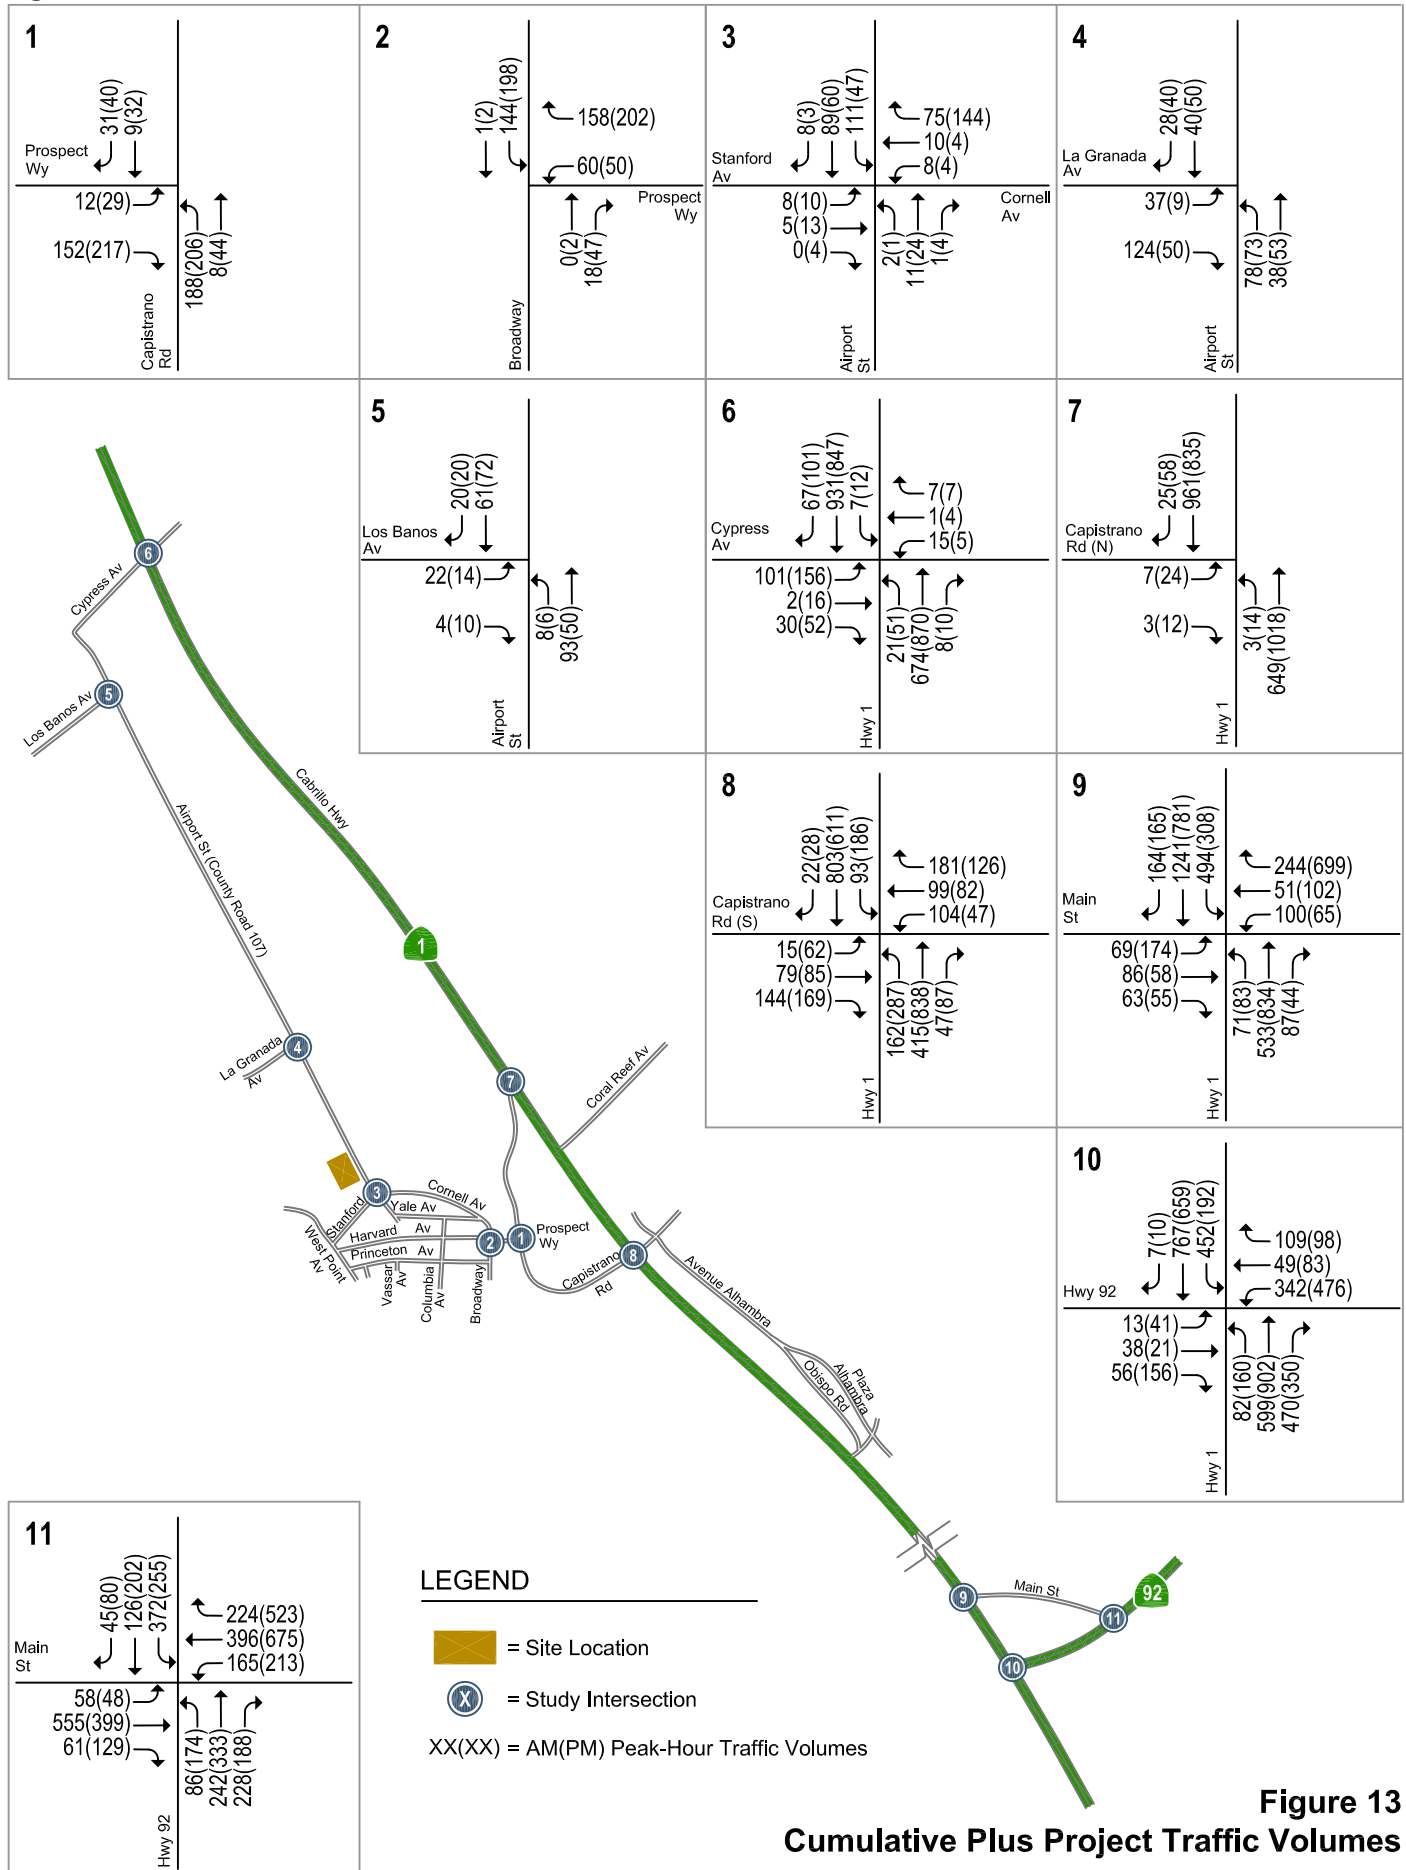 1
31(40)
9(32)
Prospect
Wy
12(29)
152(217)
188(206)
8(44)
Capistrano
Rd
2
1(2)
144(198)
158(202)
60(50)
Prospect
Wy
0(2)
18(47)
Broadway
3
8(3)
89(60)
111(47)
75(144)
10(4)
8(4)
Stanford
Av
Cornell
Av
8(10)
5(13)
0(4)
2(1)
11(24)
1(4)
Airport
St
4
28(40)
40(50)
La Granada
Av
37(9)
124(50)
78(73)
38(53)
Airport
St
5
20(20)
61(72)
Los Banos
Av
22(14)
4(10)
8(6)
93(50)
Airport
St
6
67(101)
931(847)
7(12)
7(7)
1(4)
15(5)
Cypress
Av
101(156)
2(16)
30(52)
21(51)
674(870)
8(10)
Hwy 1
7
25(58)
961(835)
Capistrano
Rd (N)
7(24)
3(12)
3(14)
649(1018)
Hwy 1
8
22(28)
803(611)
93(186)
181(126)
99(82)
104(47)
Capistrano
Rd (S)
15(62)
79(85)
144(169)
162(287)
415(838)
47(87)
Hwy 1
9
164(165)
1241(781)
494(308)
244(699)
51(102)
100(65)
Main
St
69(174)
86(58)
63(55)
71(83)
533(834)
87(44)
Hwy 1
10
7(10)
767(659)
452(192)
109(98)
49(83)
342(476)
Hwy 92
13(41)
38(21)
56(156)
82(160)
599(902)
470(350)
Hwy 1
11
45(80)
126(202)
372(255)
224(523)
396(675)
165(213)
Main
St
58(48)
555(399)
61(129)
86(174)
242(333)
228(188)
Hwy 92
6
Cypress Av
5
Los Banos Av
Cabrillo Hwy
Airport St (County Road 107)
1
4
La Granada
Av
7
Coral Reef Av
3
Cornell Av
Stanford
Yale Av
Harvard Av
Princeton Av
West Point
Av
Vassar
Av
Columbia
Av
Broadway
2
1
Prospect
Wy
8
Capistrano
Rd
Avenue Alhambra
Plaza
Alhambra
Obispo Rd
9
Main St
11
92
10
LEGEND
= Site Location
X = Study Intersection
XX(XX) = AM(PM) Peak-Hour Traffic Volumes
Figure 13
Cumulative Plus Project Traffic Volumes